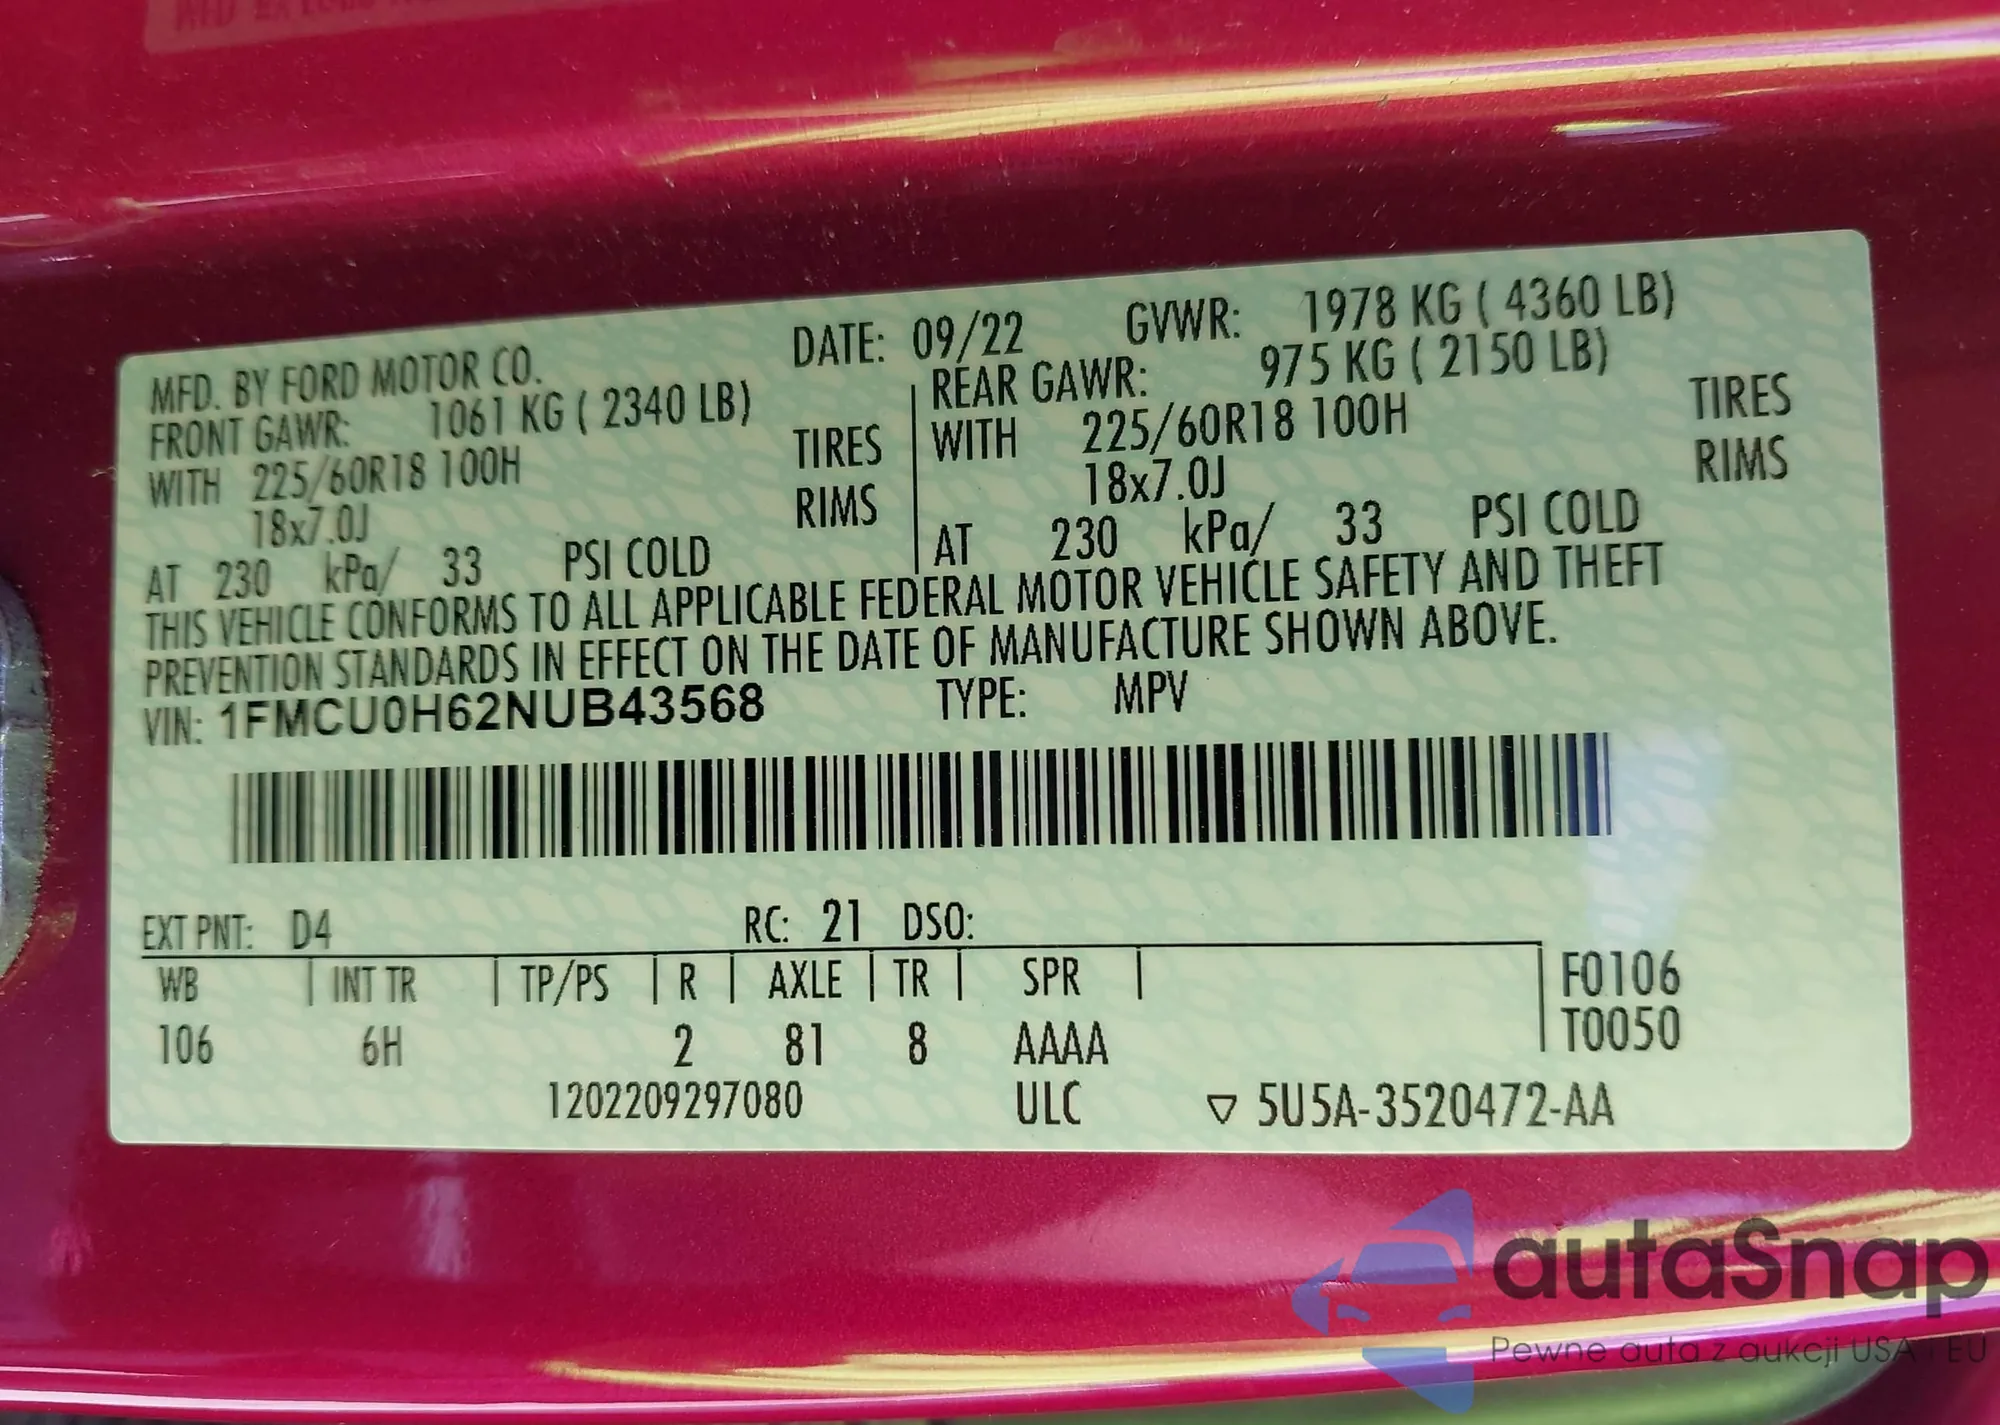 MFD. BY FORD MOTOR CO. DATE: 09/22 GVWR: 1978 KG ( 4360 LB)
FRONT GAWR: 1061 KG ( 2340 LB) REAR GAWR: 975 KG ( 2150 LB)
WITH 225/60R18 100H TIRES WITH 225/60R18 100H TIRES
18x7.0J RIMS 18x7.0J RIMS
AT 230 kPa/ 33 PSI COLD AT 230 kPa/ 33 PSI COLD
THIS VEHICLE CONFORMS TO ALL APPLICABLE FEDERAL MOTOR VEHICLE SAFETY AND THEFT
PREVENTION STANDARDS IN EFFECT ON THE DATE OF MANUFACTURE SHOWN ABOVE.
VIN: 1FMCU0H62NUB43568 TYPE: MPV
EXT PNT: D4 RC: 21 DSO:
WB INT TR TP/PS R AXLE TR SPR F0106
106 6H 2 81 8 AAAA T0050
1202209297080 ULC ▽ 5U5A-3520472-AA
autaSnap
Pewne auta z aukcji USA i EU